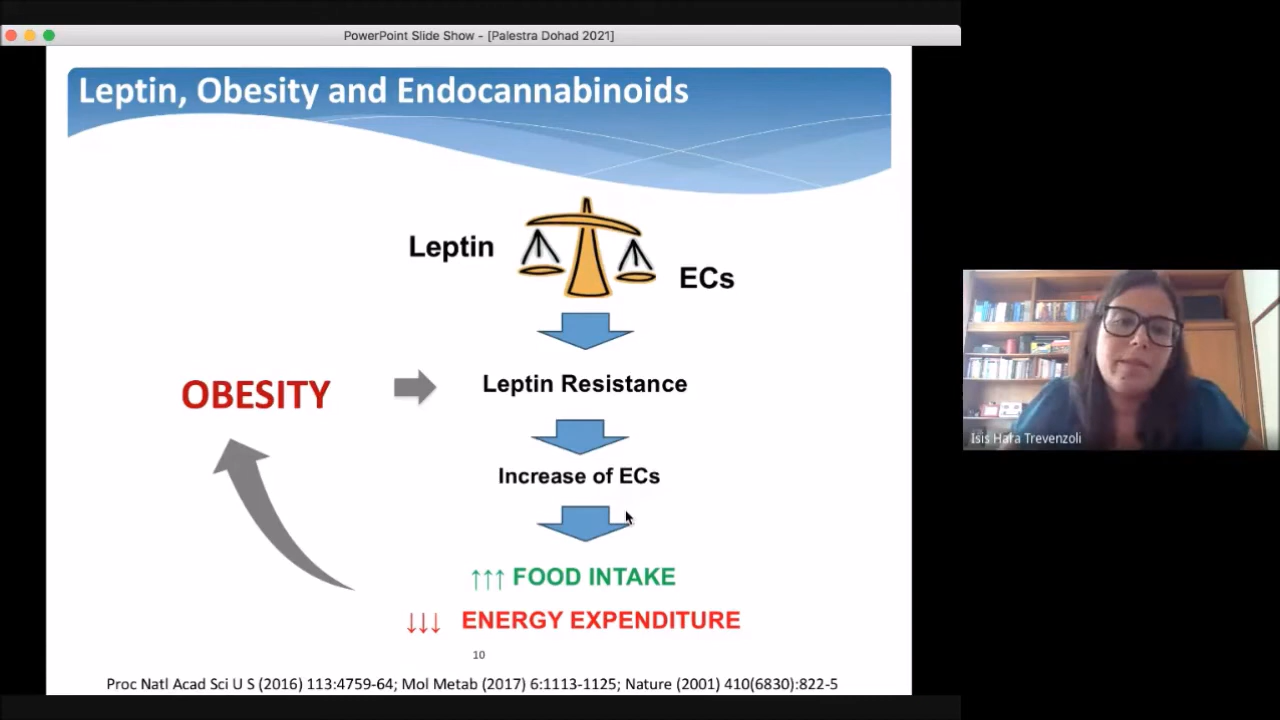 PowerPoint Slide Show - [Palestra Dohad 2021]
Leptin, Obesity and Endocannabinoids
Leptin
ECs
OBESITY
Leptin Resistance
Increase of ECs
↑↑↑ FOOD INTAKE
↓↓↓ ENERGY EXPENDITURE
10
Proc Natl Acad Sci U S (2016) 113:4759-64; Mol Metab (2017) 6:1113-1125; Nature (2001) 410(6830):822-5
Isis Hara Trevenzoli